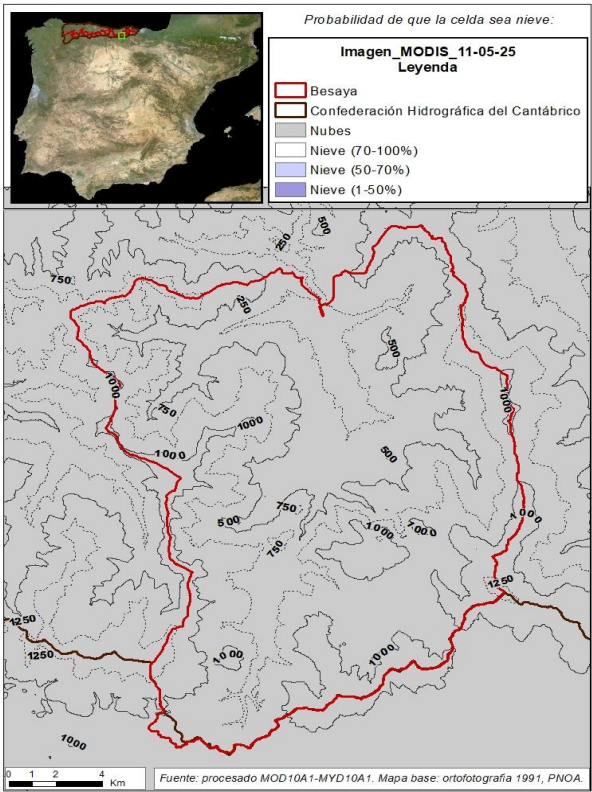 Probabilidad de que la celda sea nieve:
Imagen_MODIS_11-05-25
Leyenda
Besaya
Confederación Hidrográfica del Cantábrico
Nubes
Nieve (70-100%)
Nieve (50-70%)
Nieve (1-50%)
500
250
750
250
500
1000
1000
750
1000
1000
500
500
750
1000
1000
1000
750
1250
1250
1250
1000
1000
1000
0 1 2 4
Km
Fuente: procesado MOD10A1-MYD10A1. Mapa base: ortofotografía 1991, PNOA.